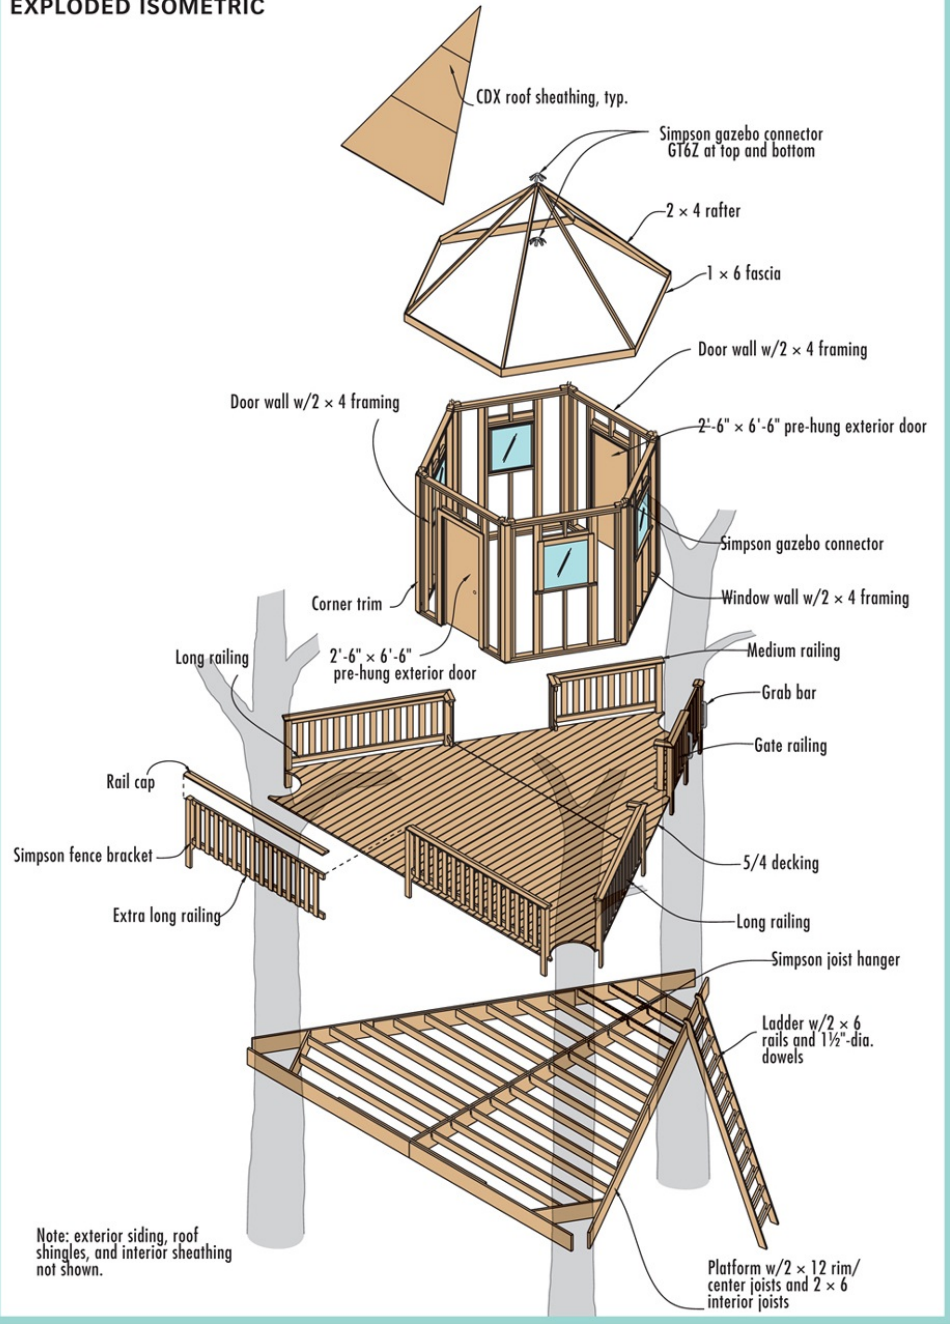 EXPLODED ISOMETRIC
CDX roof sheathing, typ.
Simpson gazebo connector
GT6Z at top and bottom
2 × 4 rafter
1 × 6 fascia
Door wall w/2 × 4 framing
Door wall w/2 × 4 framing
2'-6" × 6'-6" pre-hung exterior door
Simpson gazebo connector
Corner trim
Window wall w/2 × 4 framing
2'-6" × 6'-6"
pre-hung exterior door
Long railing
Medium railing
Grab bar
Gate railing
Rail cap
Simpson fence bracket
5/4 decking
Extra long railing
Long railing
Simpson joist hanger
Ladder w/2 × 6
rails and 1½"-dia.
dowels
Note: exterior siding, roof
shingles, and interior sheathing
not shown.
Platform w/2 × 12 rim/
center joists and 2 × 6
interior joists